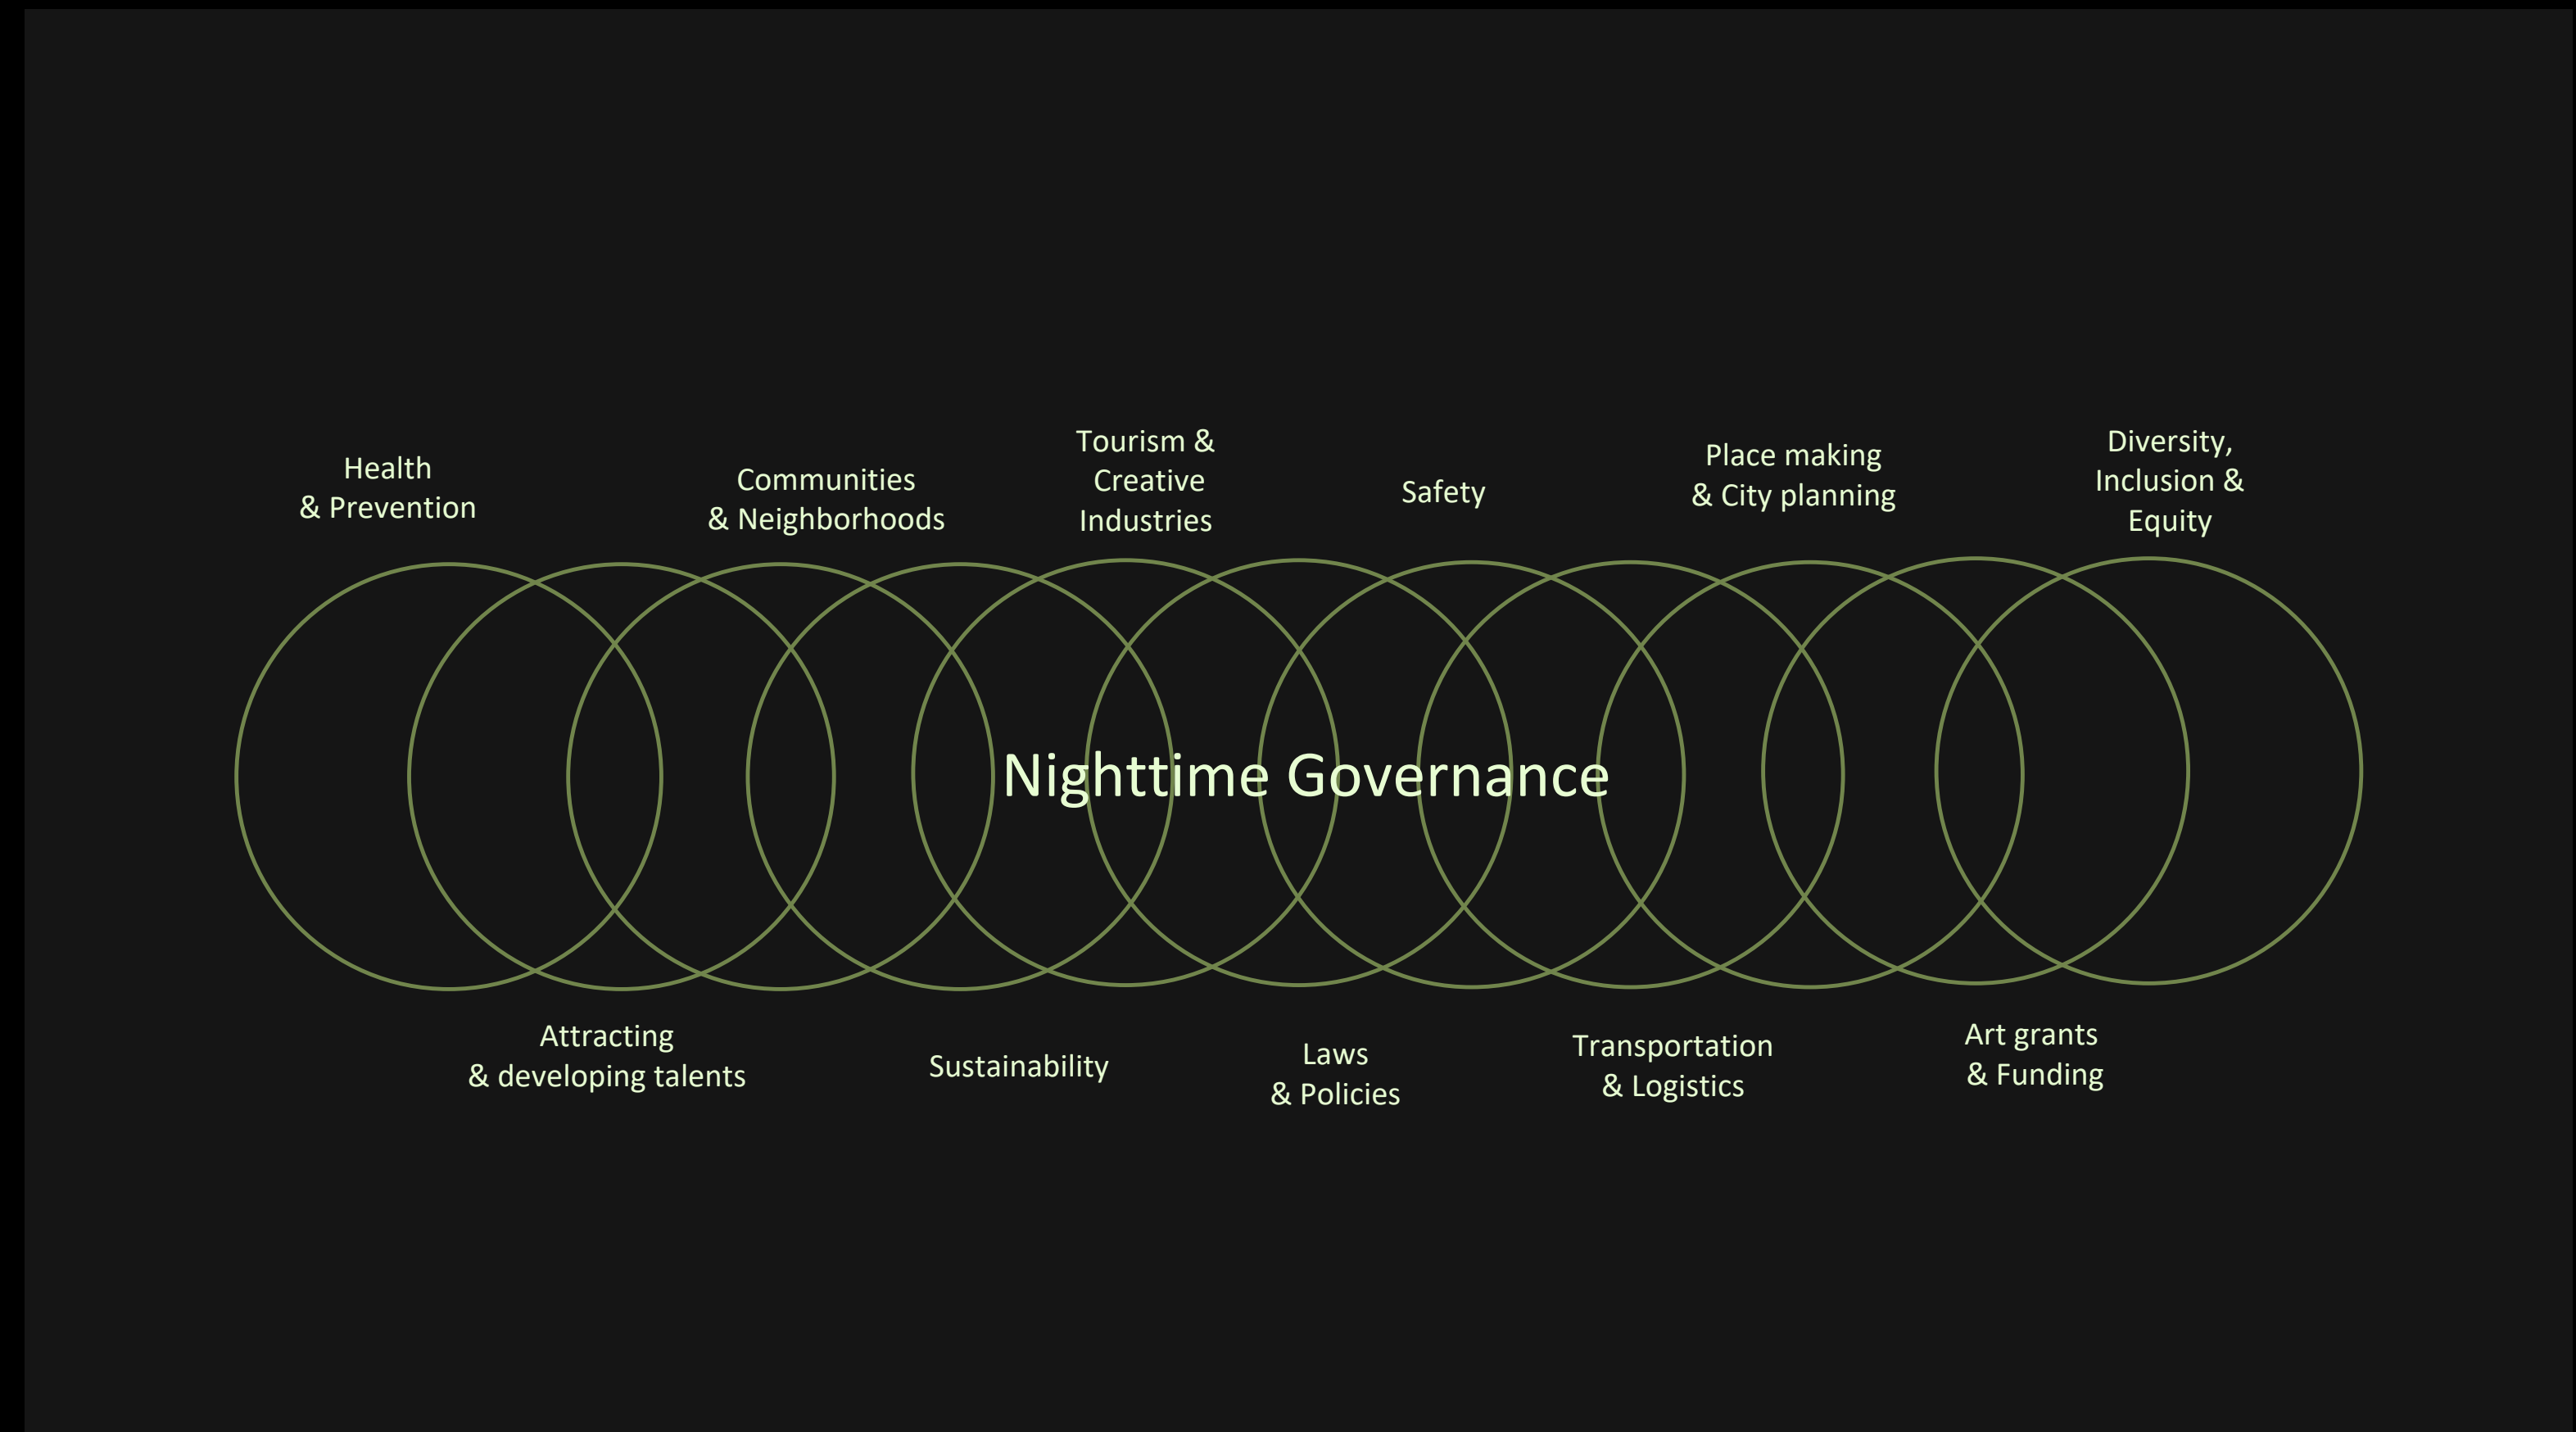 Health
& Prevention
Communities
& Neighborhoods
Tourism &
Creative
Industries
Safety
Place making
& City planning
Diversity,
Inclusion &
Equity
Nighttime Governance
Attracting
& developing talents
Sustainability
Laws
& Policies
Transportation
& Logistics
Art grants
& Funding